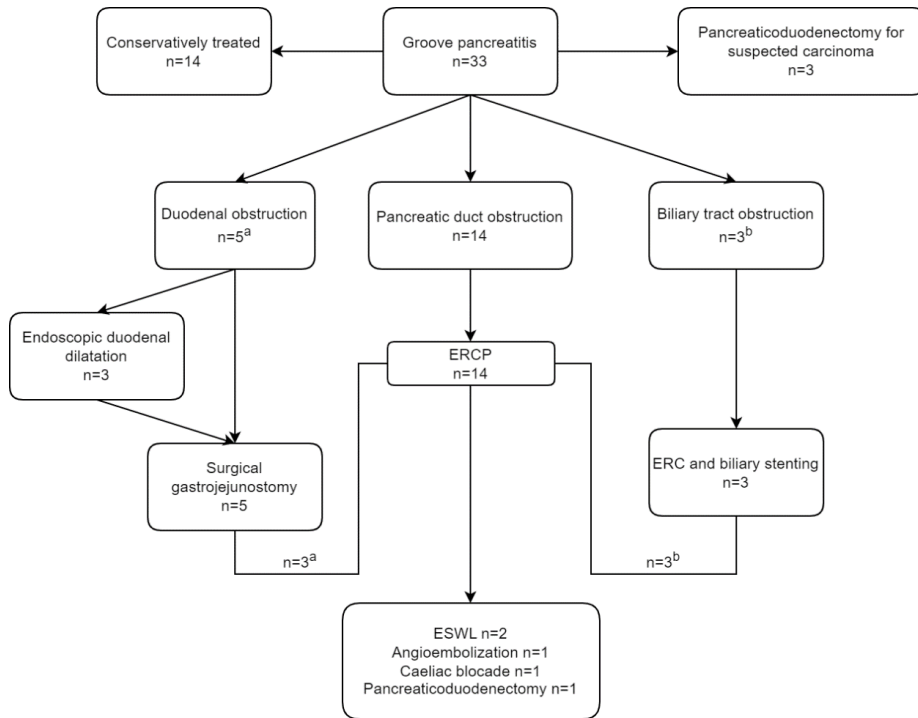 Conservatively treated
n=14
Groove pancreatitis
n=33
Pancreaticoduodenectomy for
suspected carcinoma
n=3
Duodenal obstruction
n=5ᵃ
Pancreatic duct obstruction
n=14
Biliary tract obstruction
n=3ᵇ
Endoscopic duodenal
dilatation
n=3
ERCP
n=14
Surgical
gastrojejunostomy
n=5
ERC and biliary stenting
n=3
n=3ᵃ
n=3ᵇ
ESWL n=2
Angioembolization n=1
Caeliac blocade n=1
Pancreaticoduodenectomy n=1